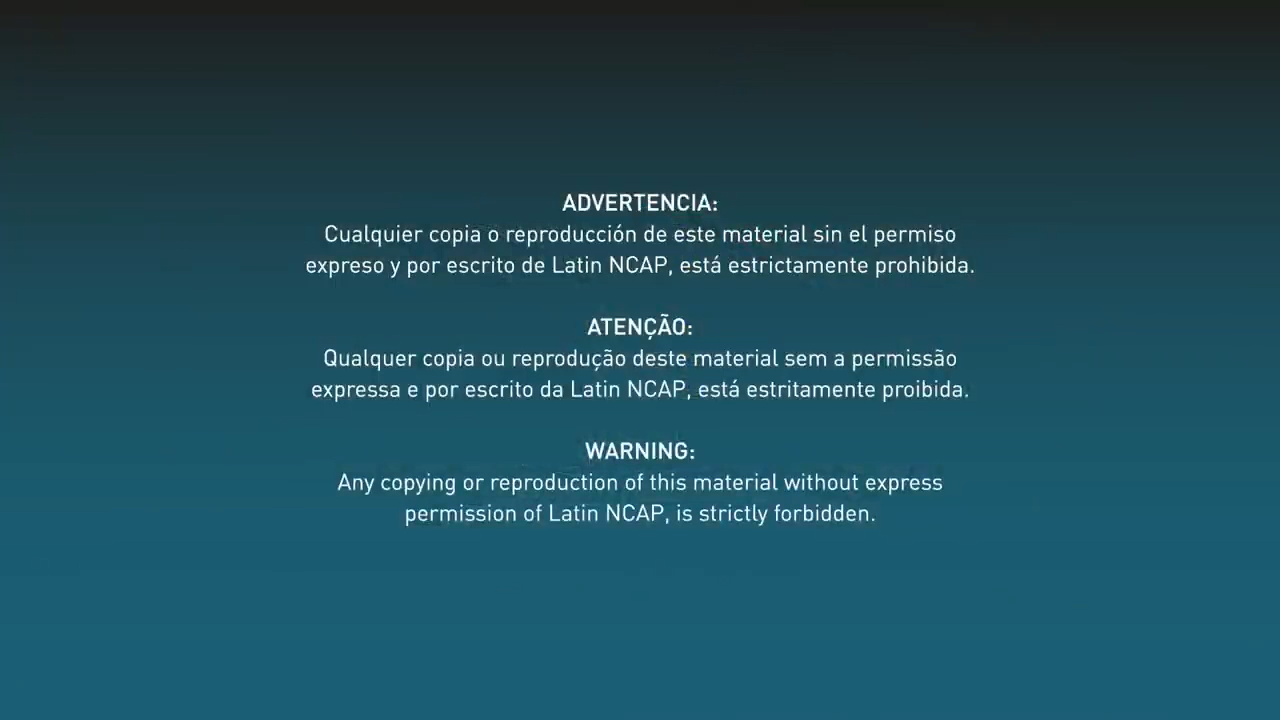 ADVERTENCIA:
Cualquier copia o reproducción de este material sin el permiso
expreso y por escrito de Latin NCAP, está estrictamente prohibida.
ATENÇÃO:
Qualquer copia ou reprodução deste material sem a permissão
expressa e por escrito da Latin NCAP, está estritamente proibida.
WARNING:
Any copying or reproduction of this material without express
permission of Latin NCAP, is strictly forbidden.